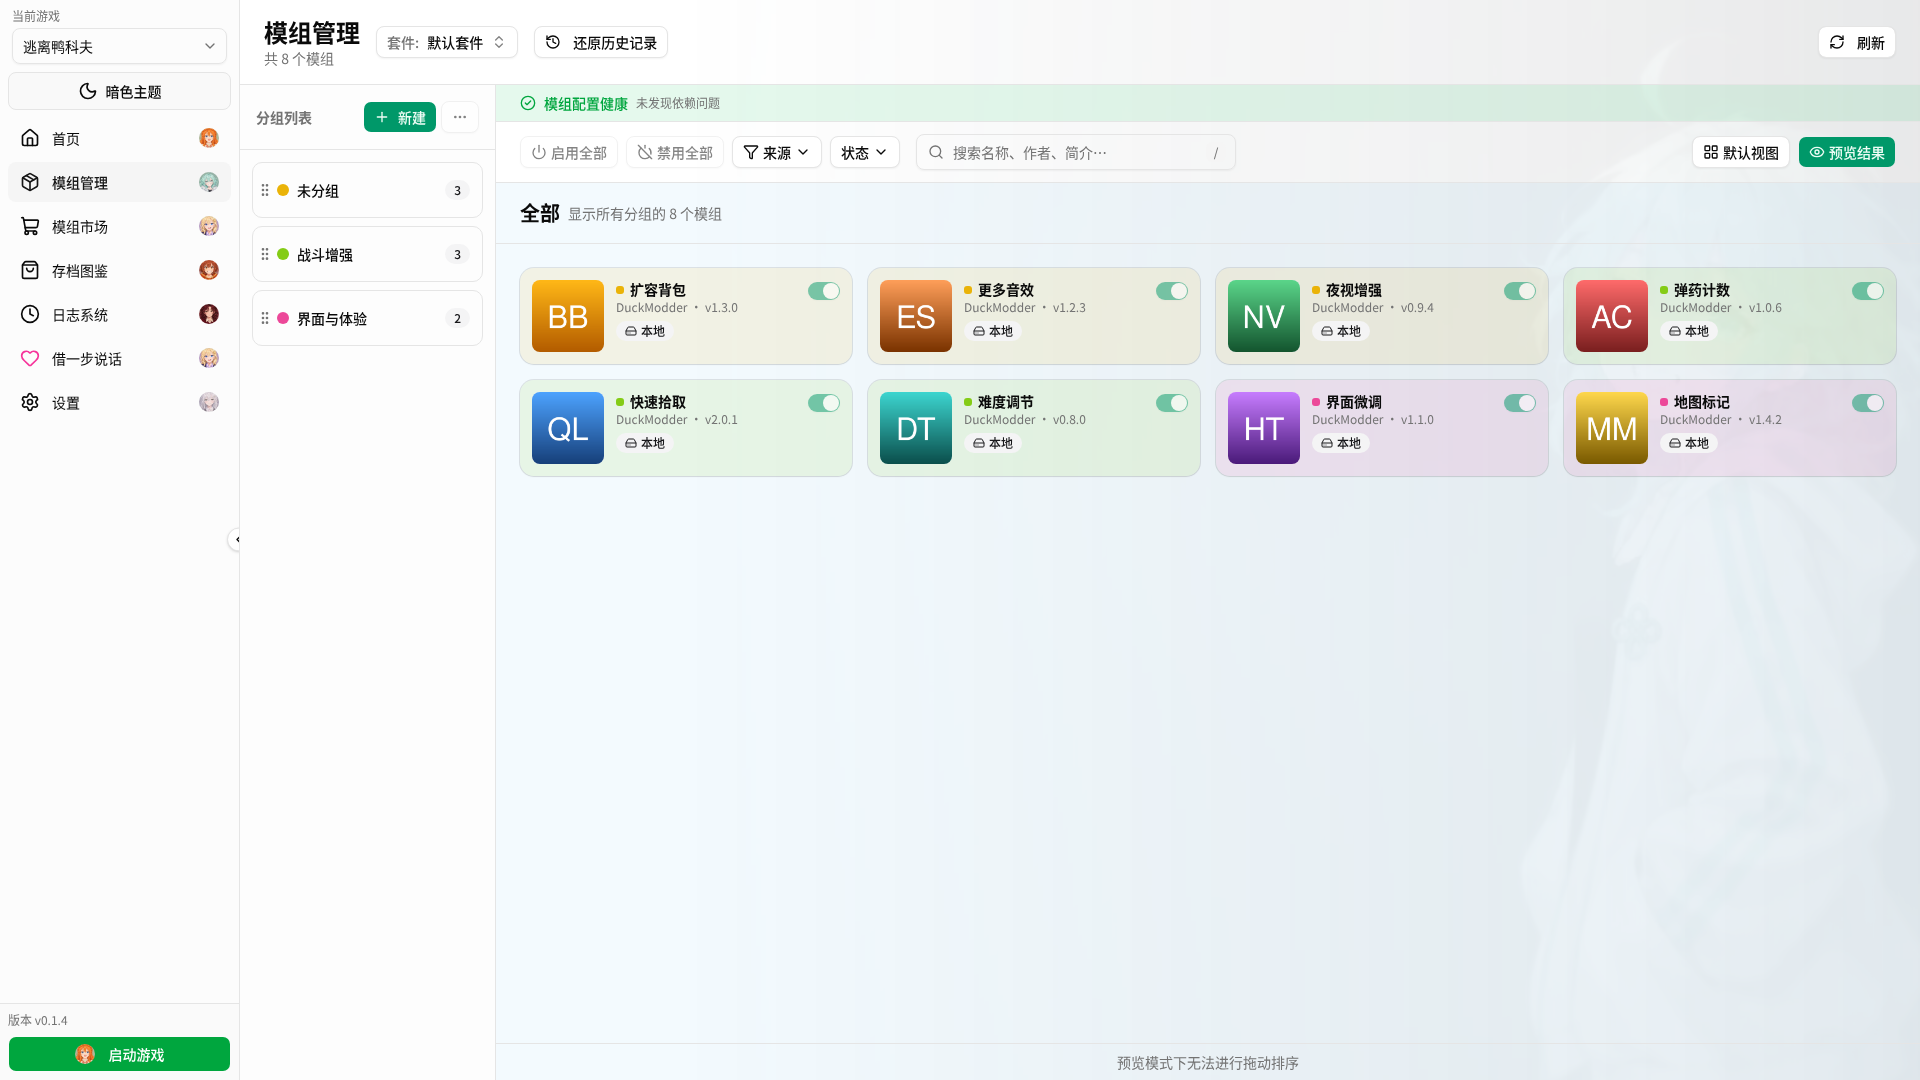 当前游戏
逃离鸭科夫
暗色主题
首页
模组管理
模组市场
存档图鉴
日志系统
借一步说话
设置
版本 v0.1.4
启动游戏
模组管理
共 8 个模组
套件: 默认套件
还原历史记录
刷新
分组列表
新建
未分组 3
战斗增强 3
界面与体验 2
模组配置健康 未发现依赖问题
启用全部
禁用全部
来源
状态
搜索名称、作者、简介…
/
默认视图
预览结果
全部 显示所有分组的 8 个模组
BB
扩容背包
DuckModder • v1.3.0
本地
ES
更多音效
DuckModder • v1.2.3
本地
NV
夜视增强
DuckModder • v0.9.4
本地
AC
弹药计数
DuckModder • v1.0.6
本地
QL
快速拾取
DuckModder • v2.0.1
本地
DT
难度调节
DuckModder • v0.8.0
本地
HT
界面微调
DuckModder • v1.1.0
本地
MM
地图标记
DuckModder • v1.4.2
本地
预览模式下无法进行拖动排序